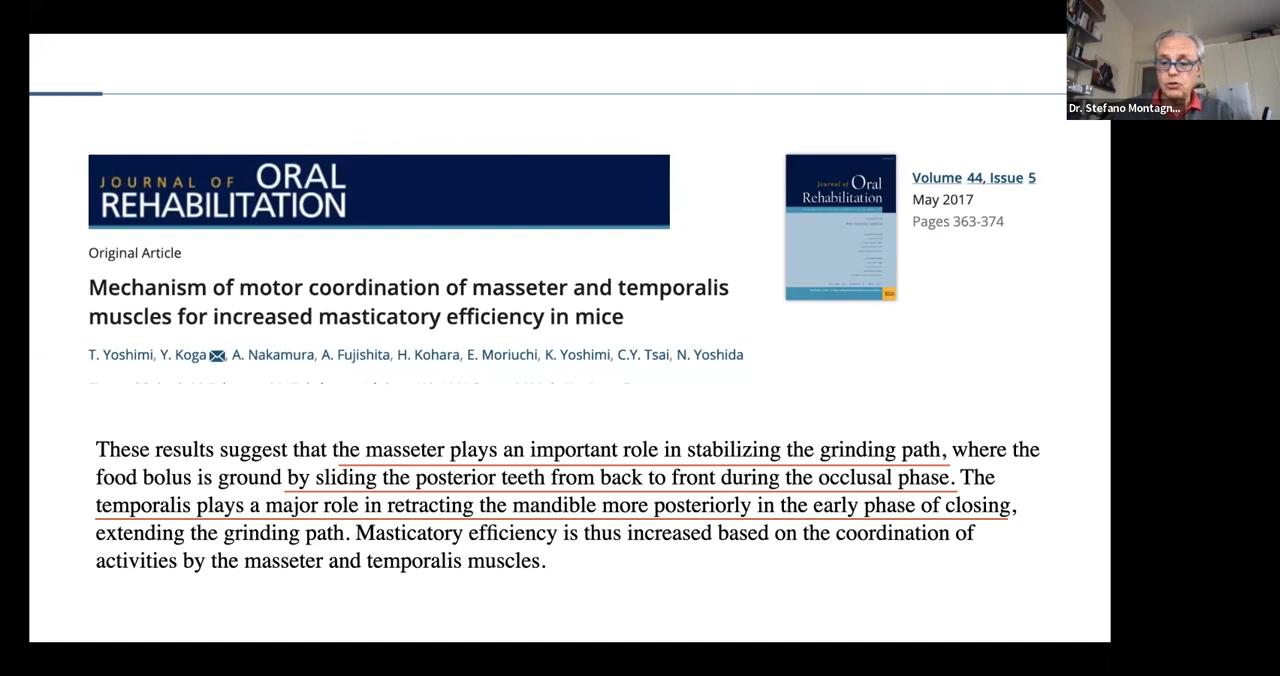 Dr. Stefano Montagn...
JOURNAL OF ORAL
REHABILITATION
Journal of Oral
Rehabilitation
Volume 44, Issue 5
May 2017
Pages 363-374
Original Article
Mechanism of motor coordination of masseter and temporalis
muscles for increased masticatory efficiency in mice
T. Yoshimi, Y. Koga, A. Nakamura, A. Fujishita, H. Kohara, E. Moriuchi, K. Yoshimi, C.Y. Tsai, N. Yoshida
These results suggest that the masseter plays an important role in stabilizing the grinding path, where the
food bolus is ground by sliding the posterior teeth from back to front during the occlusal phase. The
temporalis plays a major role in retracting the mandible more posteriorly in the early phase of closing,
extending the grinding path. Masticatory efficiency is thus increased based on the coordination of
activities by the masseter and temporalis muscles.